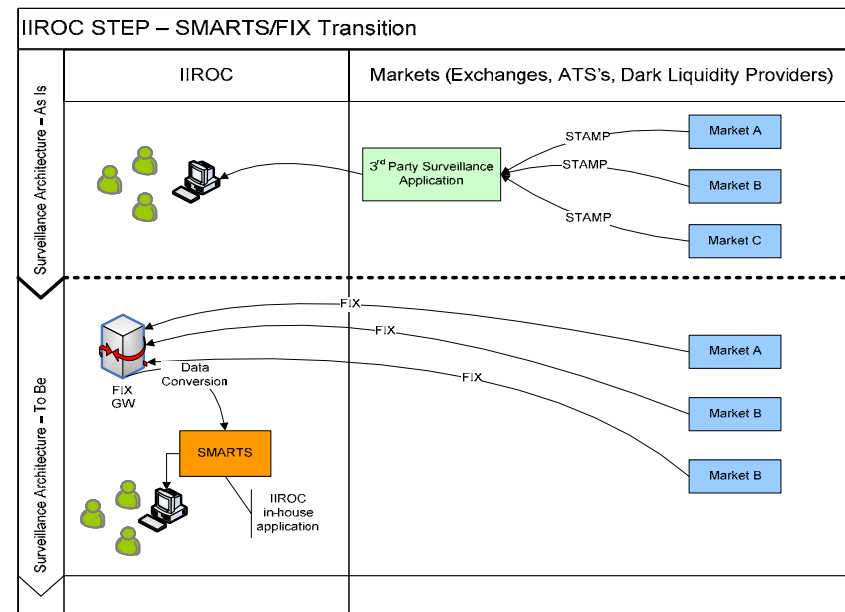 IIROC STEP – SMARTS/FIX Transition
IIROC
Markets (Exchanges, ATS's, Dark Liquidity Providers)
Surveillance Architecture – As Is
3rd Party Surveillance
Application
STAMP
STAMP
STAMP
Market A
Market B
Market C
Surveillance Architecture – To Be
FIX
FIX
FIX
Market A
Market B
Market B
FIX
GW
Data
Conversion
SMARTS
IIROC
in-house
application